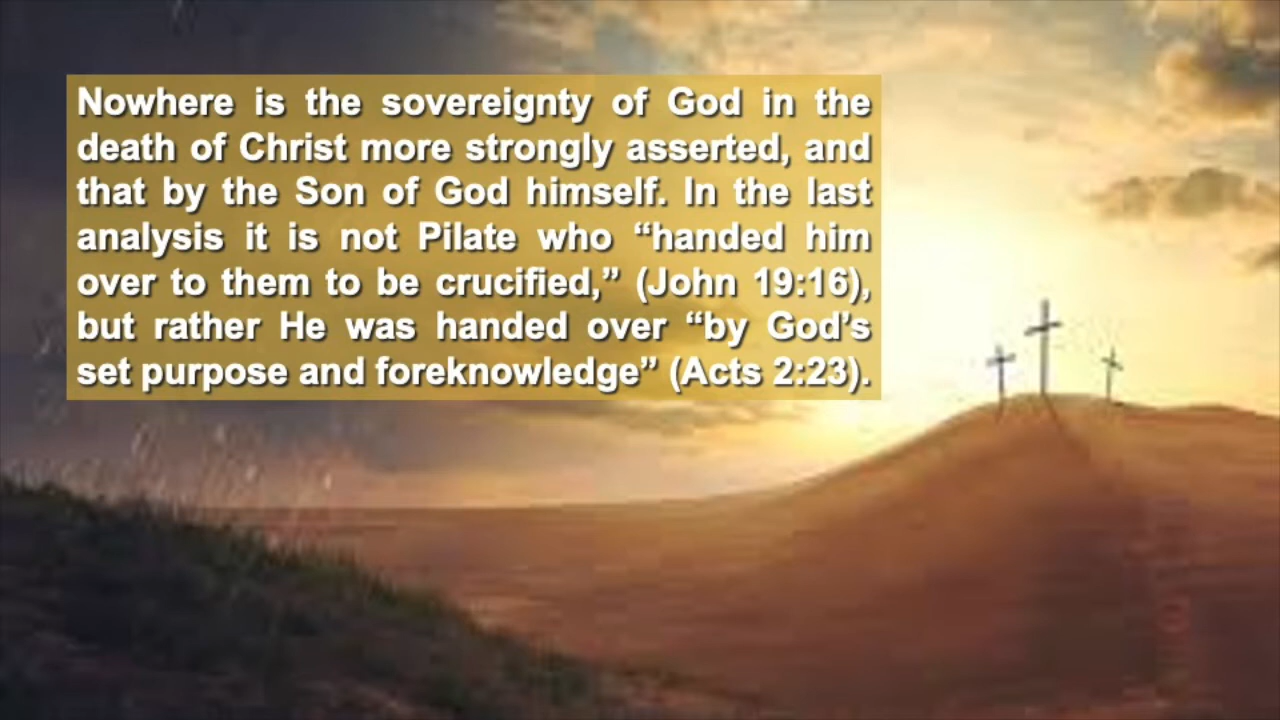 Nowhere is the sovereignty of God in the
death of Christ more strongly asserted, and
that by the Son of God himself. In the last
analysis it is not Pilate who “handed him
over to them to be crucified,” (John 19:16),
but rather He was handed over “by God’s
set purpose and foreknowledge” (Acts 2:23).